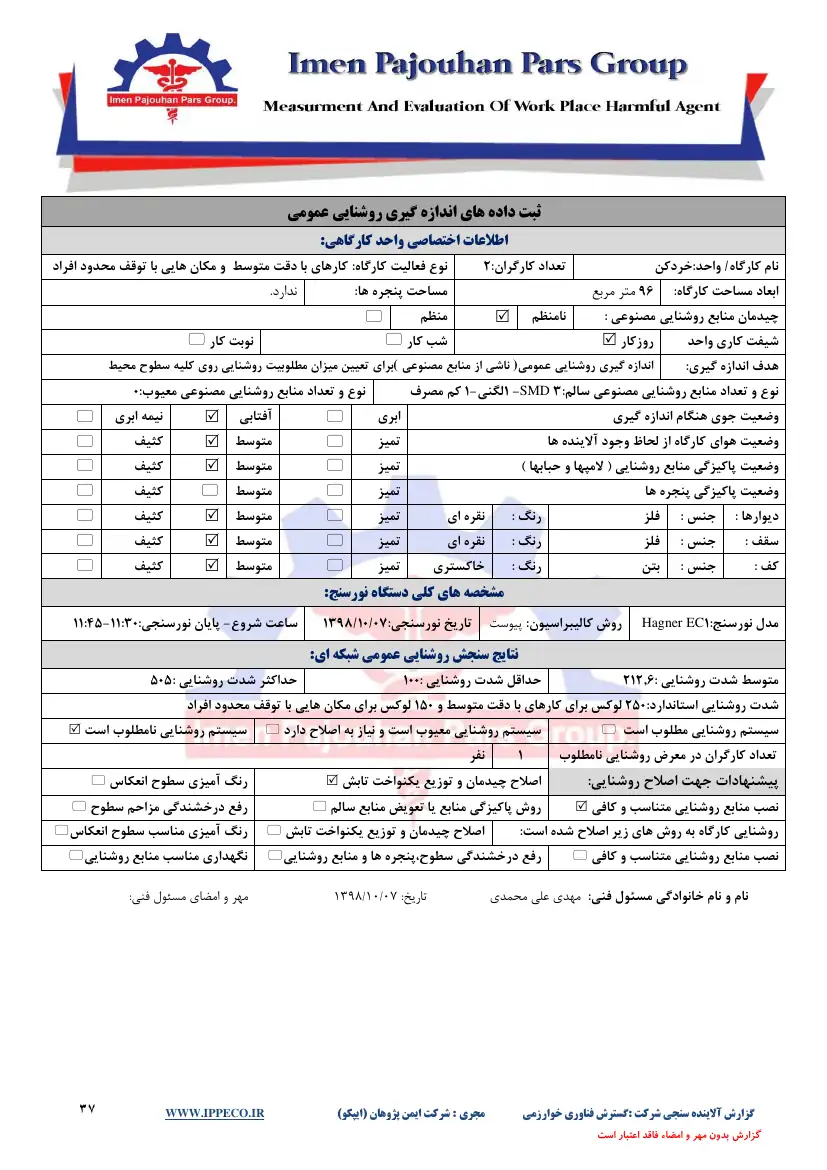 Imen Pajouhan Pars Group
Imen Pajouhan Pars Group.
Measurment And Evaluation Of Work Place Harmful Agent
ثبت داده های اندازه گیری روشنایی عمومی
اطلاعات اختصاصی واحد کارگاهی:
نام کارگاه/ واحد:خردکن تعداد کارگران:۲ نوع فعالیت کارگاه: کارهای با دقت متوسط و مکان هایی با توقف محدود افراد
ابعاد مساحت کارگاه: ۹۶ متر مربع مساحت پنجره ها: ندارد.
چیدمان منابع روشنایی مصنوعی : نامنظم ☑ منظم ☐
شیفت کاری واحد روزکار ☑ شب کار ☐ نوبت کار ☐
هدف اندازه گیری: اندازه گیری روشنایی عمومی( ناشی از منابع مصنوعی )برای تعیین میزان مطلوبیت روشنایی روی کلیه سطوح محیط
نوع و تعداد منابع روشنایی مصنوعی سالم:۳ SMD- ۱لگنی-۱ کم مصرف نوع و تعداد منابع روشنایی مصنوعی معیوب:۰
وضعیت جوی هنگام اندازه گیری ابری ☐ آفتابی ☑ نیمه ابری ☐
وضعیت هوای کارگاه از لحاظ وجود آلاینده ها تمیز ☐ متوسط ☑ کثیف ☐
وضعیت پاکیزگی منابع روشنایی ( لامپها و حبابها ) تمیز ☐ متوسط ☑ کثیف ☐
وضعیت پاکیزگی پنجره ها تمیز ☐ متوسط ☐ کثیف ☐
دیوارها : جنس : فلز رنگ : نقره ای تمیز ☐ متوسط ☑ کثیف ☐
سقف : جنس : فلز رنگ : نقره ای تمیز ☐ متوسط ☑ کثیف ☐
کف : جنس : بتن رنگ : خاکستری تمیز ☐ متوسط ☑ کثیف ☐
مشخصه های کلی دستگاه نورسنج:
مدل نورسنج:Hagner EC۱ روش کالیبراسیون: پیوست تاریخ نورسنجی:۱۳۹۸/۱۰/۰۷ ساعت شروع- پایان نورسنجی:۱۱:۳۰-۱۱:۴۵
نتایج سنجش روشنایی عمومی شبکه ای:
متوسط شدت روشنایی :۲۱۲,۶ حداقل شدت روشنایی :۱۰۰ حداکثر شدت روشنایی :۵۰۵
شدت روشنایی استاندارد:۲۵۰ لوکس برای کارهای با دقت متوسط و ۱۵۰ لوکس برای مکان هایی با توقف محدود افراد
سیستم روشنایی مطلوب است ☐ سیستم روشنایی معیوب است و نیاز به اصلاح دارد ☐ سیستم روشنایی نامطلوب است ☑
تعداد کارگران در معرض روشنایی نامطلوب ۱ نفر
پیشنهادات جهت اصلاح روشنایی: اصلاح چیدمان و توزیع یکنواخت تابش ☑ رنگ آمیزی سطوح انعکاس ☐
نصب منابع روشنایی متناسب و کافی ☑ روش پاکیزگی منابع یا تعویض منابع سالم ☐ رفع درخشندگی مزاحم سطوح ☐
روشنایی کارگاه به روش های زیر اصلاح شده است: اصلاح چیدمان و توزیع یکنواخت تابش ☐ رنگ آمیزی مناسب سطوح انعکاس ☐
نصب منابع روشنایی متناسب و کافی ☐ رفع درخشندگی سطوح،پنجره ها و منابع روشنایی ☐ نگهداری مناسب منابع روشنایی ☐
نام و نام خانوادگی مسئول فنی: مهدی علی محمدی تاریخ: ۱۳۹۸/۱۰/۰۷ مهر و امضای مسئول فنی:
Imen Pajouhan Pars Group.
گزارش آلاینده سنجی شرکت :گسترش فناوری خوارزمی مجری : شرکت ایمن پژوهان (ایپکو) WWW.IPPECO.IR ۳۷
گزارش بدون مهر و امضاء فاقد اعتبار است